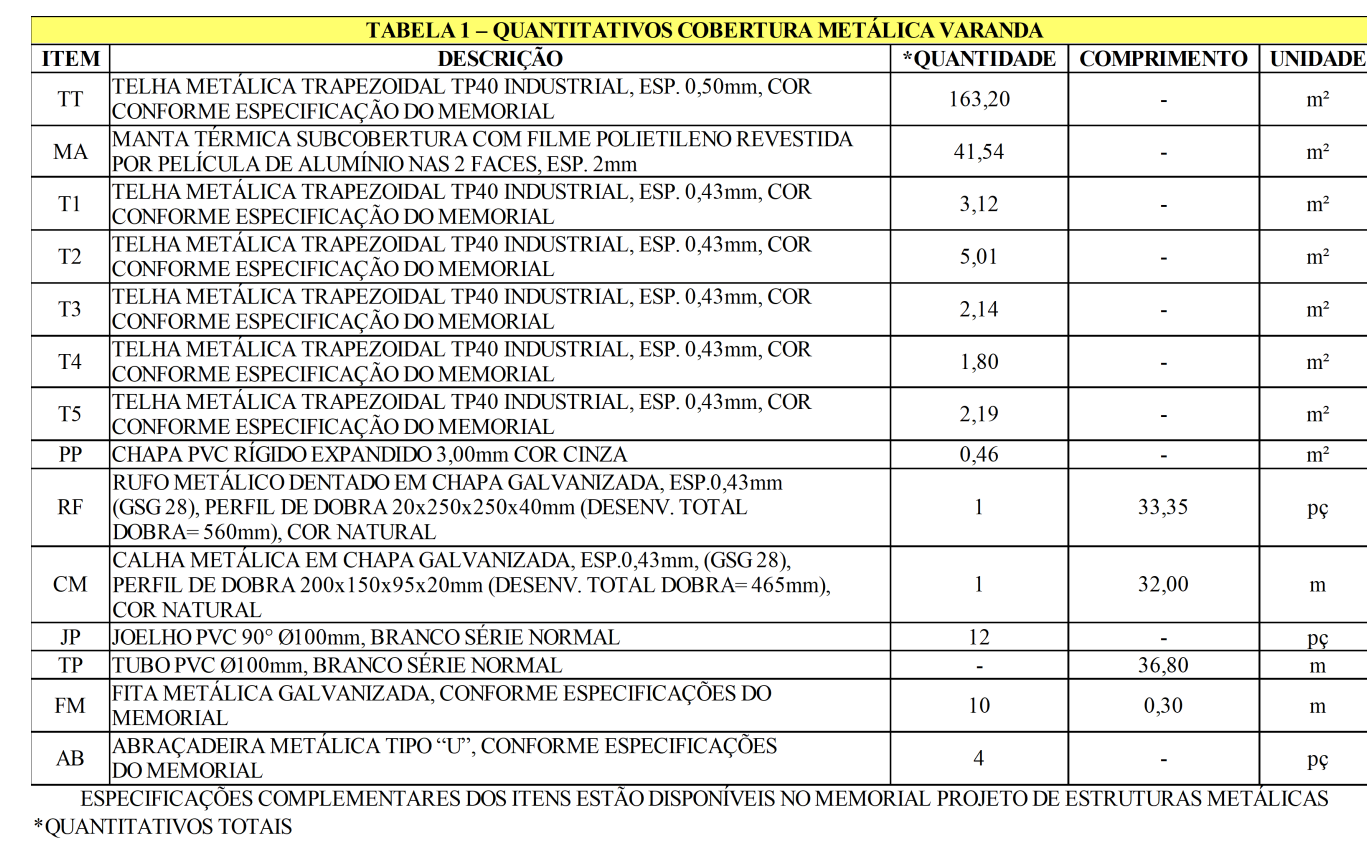 TABELA 1 – QUANTITATIVOS COBERTURA METÁLICA VARANDA
ITEM DESCRIÇÃO *QUANTIDADE COMPRIMENTO UNIDADE
TT TELHA METÁLICA TRAPEZOIDAL TP40 INDUSTRIAL, ESP. 0,50mm, COR
CONFORME ESPECIFICAÇÃO DO MEMORIAL 163,20 - m²
MA MANTA TÉRMICA SUBCOBERTURA COM FILME POLIETILENO REVESTIDA
POR PELÍCULA DE ALUMÍNIO NAS 2 FACES, ESP. 2mm 41,54 - m²
T1 TELHA METÁLICA TRAPEZOIDAL TP40 INDUSTRIAL, ESP. 0,43mm, COR
CONFORME ESPECIFICAÇÃO DO MEMORIAL 3,12 - m²
T2 TELHA METÁLICA TRAPEZOIDAL TP40 INDUSTRIAL, ESP. 0,43mm, COR
CONFORME ESPECIFICAÇÃO DO MEMORIAL 5,01 - m²
T3 TELHA METÁLICA TRAPEZOIDAL TP40 INDUSTRIAL, ESP. 0,43mm, COR
CONFORME ESPECIFICAÇÃO DO MEMORIAL 2,14 - m²
T4 TELHA METÁLICA TRAPEZOIDAL TP40 INDUSTRIAL, ESP. 0,43mm, COR
CONFORME ESPECIFICAÇÃO DO MEMORIAL 1,80 - m²
T5 TELHA METÁLICA TRAPEZOIDAL TP40 INDUSTRIAL, ESP. 0,43mm, COR
CONFORME ESPECIFICAÇÃO DO MEMORIAL 2,19 - m²
PP CHAPA PVC RÍGIDO EXPANDIDO 3,00mm COR CINZA 0,46 m²
RF RUFO METÁLICO DENTADO EM CHAPA GALVANIZADA, ESP.0,43mm
(GSG 28), PERFIL DE DOBRA 20x250x250x40mm (DESENV. TOTAL
DOBRA= 560mm), COR NATURAL 1 33,35 pç
CM CALHA METÁLICA EM CHAPA GALVANIZADA, ESP.0,43mm, (GSG 28),
PERFIL DE DOBRA 200x150x95x20mm (DESENV. TOTAL DOBRA= 465mm),
COR NATURAL 1 32,00 m
JP JOELHO PVC 90° Ø100mm, BRANCO SÉRIE NORMAL 12 - pç
TP TUBO PVC Ø100mm, BRANCO SÉRIE NORMAL - 36,80 m
FM FITA METÁLICA GALVANIZADA, CONFORME ESPECIFICAÇÕES DO
MEMORIAL 10 0,30 m
AB ABRAÇADEIRA METÁLICA TIPO “U”, CONFORME ESPECIFICAÇÕES
DO MEMORIAL 4 - pç
ESPECIFICAÇÕES COMPLEMENTARES DOS ITENS ESTÃO DISPONÍVEIS NO MEMORIAL PROJETO DE ESTRUTURAS METÁLICAS
*QUANTITATIVOS TOTAIS